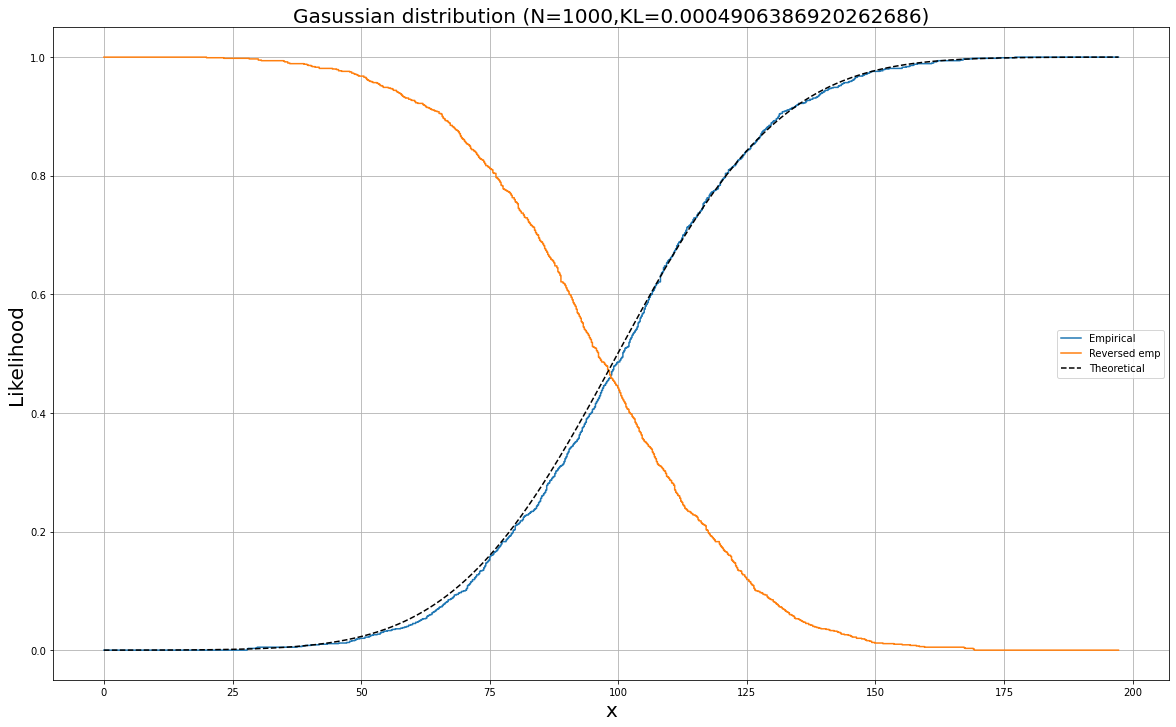 Gasussian distribution (N=1000,KL=0.0004906386920262686)
1.0
0.8
0.6
0.4
0.2
0.0
Likelihood
Empirical
Reversed emp
Theoretical
0 25 50 75 100 125 150 175 200
x